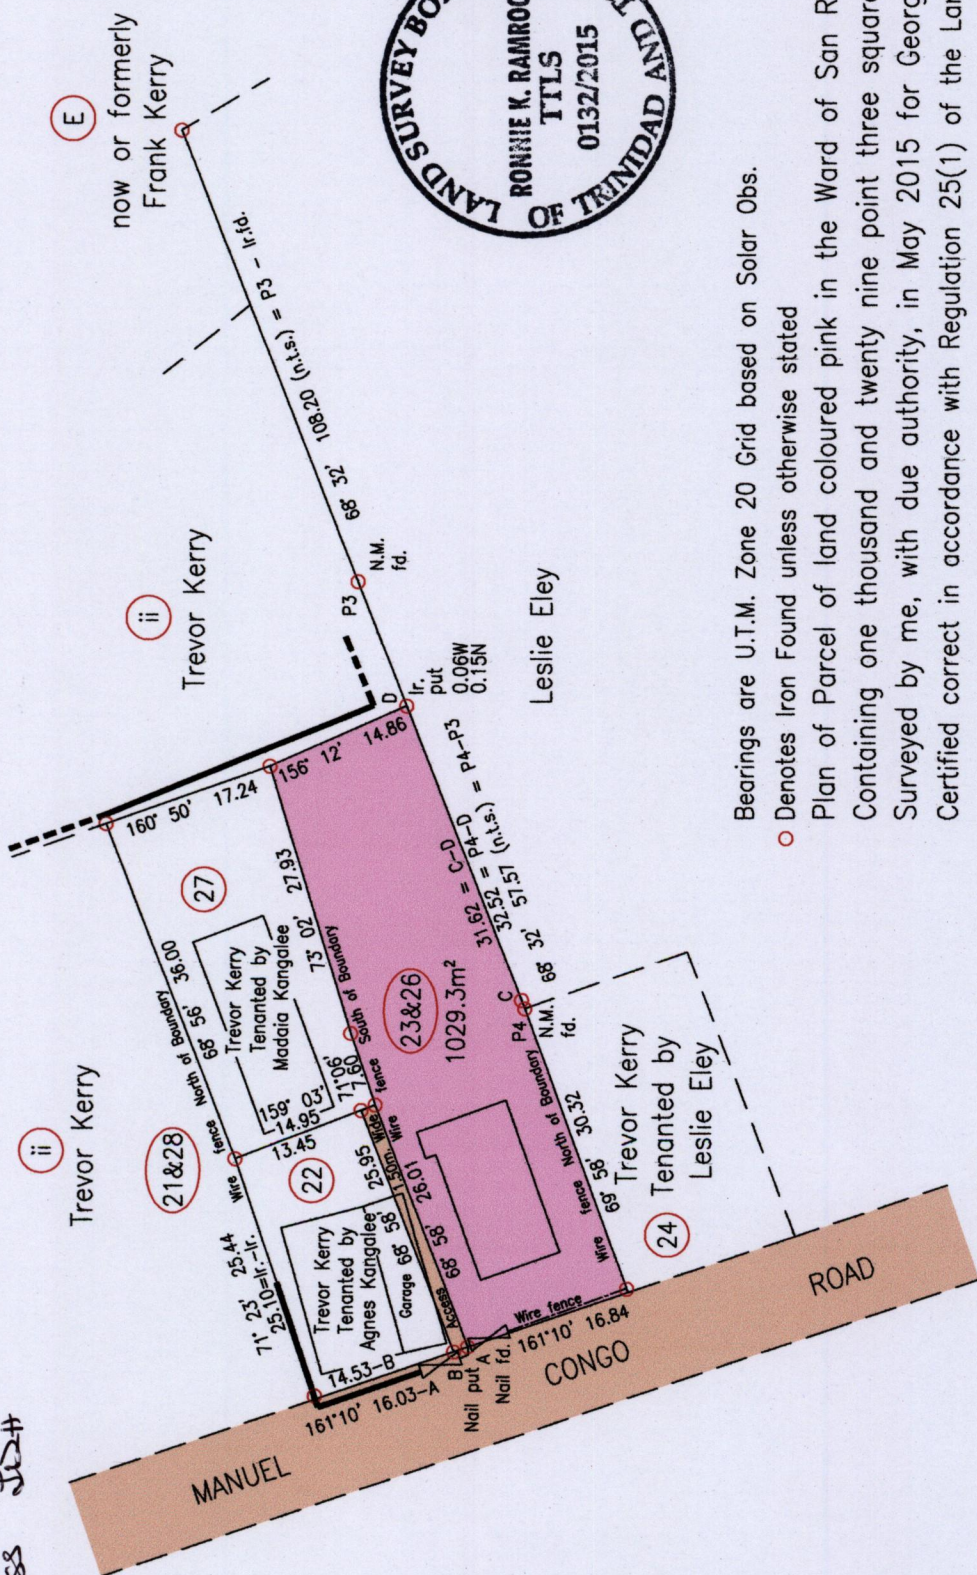 E
now or formerly
Frank Kerry
LAND SURVEY
RONNIE K.
TTLS
0132/2015
OF TRINIDAD AND
ii
Trevor Kerry
68° 32' 108.20 (n.t.s.) = P3 - Ir.fd.
P3
N.M.
fd.
D
Ir.
put
0.06W
0.15N
Leslie Eley
ii
Trevor Kerry
21&28
Wire fence North of Boundary
68° 56' 36.00
160° 50' 17.24
156° 12' 14.86
27
Trevor Kerry
Tenanted by
Madaia Kangalee
73° 02' 27.93
159° 03'
14.95
13.45
71°06'
7.60
Wire fence South of Boundary
71° 23' 25.44
25.10=Ir.-Ir.
22
Trevor Kerry
Tenanted by
Agnes Kangalee
Garage
68° 58' 25.95
Access 1.50m. Wide
68° 58' 26.01
23&26
1029.3m²
31.62 = C-D
32.52 = P4-D
68° 32' 57.57 (n.t.s.) = P4-P3
C
P4
N.M.
fd.
Wire fence North of Boundary
69° 58' 30.32
Trevor Kerry
Tenanted by
Leslie Eley
24
14.53-B
161°10' 16.03-A
B
Nail put
A
Nail fd.
Wire fence
161°10' 16.84
MANUEL CONGO ROAD
Bearings are U.T.M. Zone 20 Grid based on Solar Obs.
Denotes Iron Found unless otherwise stated
Plan of Parcel of land coloured pink in the Ward of San
Containing one thousand and twenty nine point three square
Surveyed by me, with due authority, in May 2015 for
Certified correct in accordance with Regulation 25(1) of the